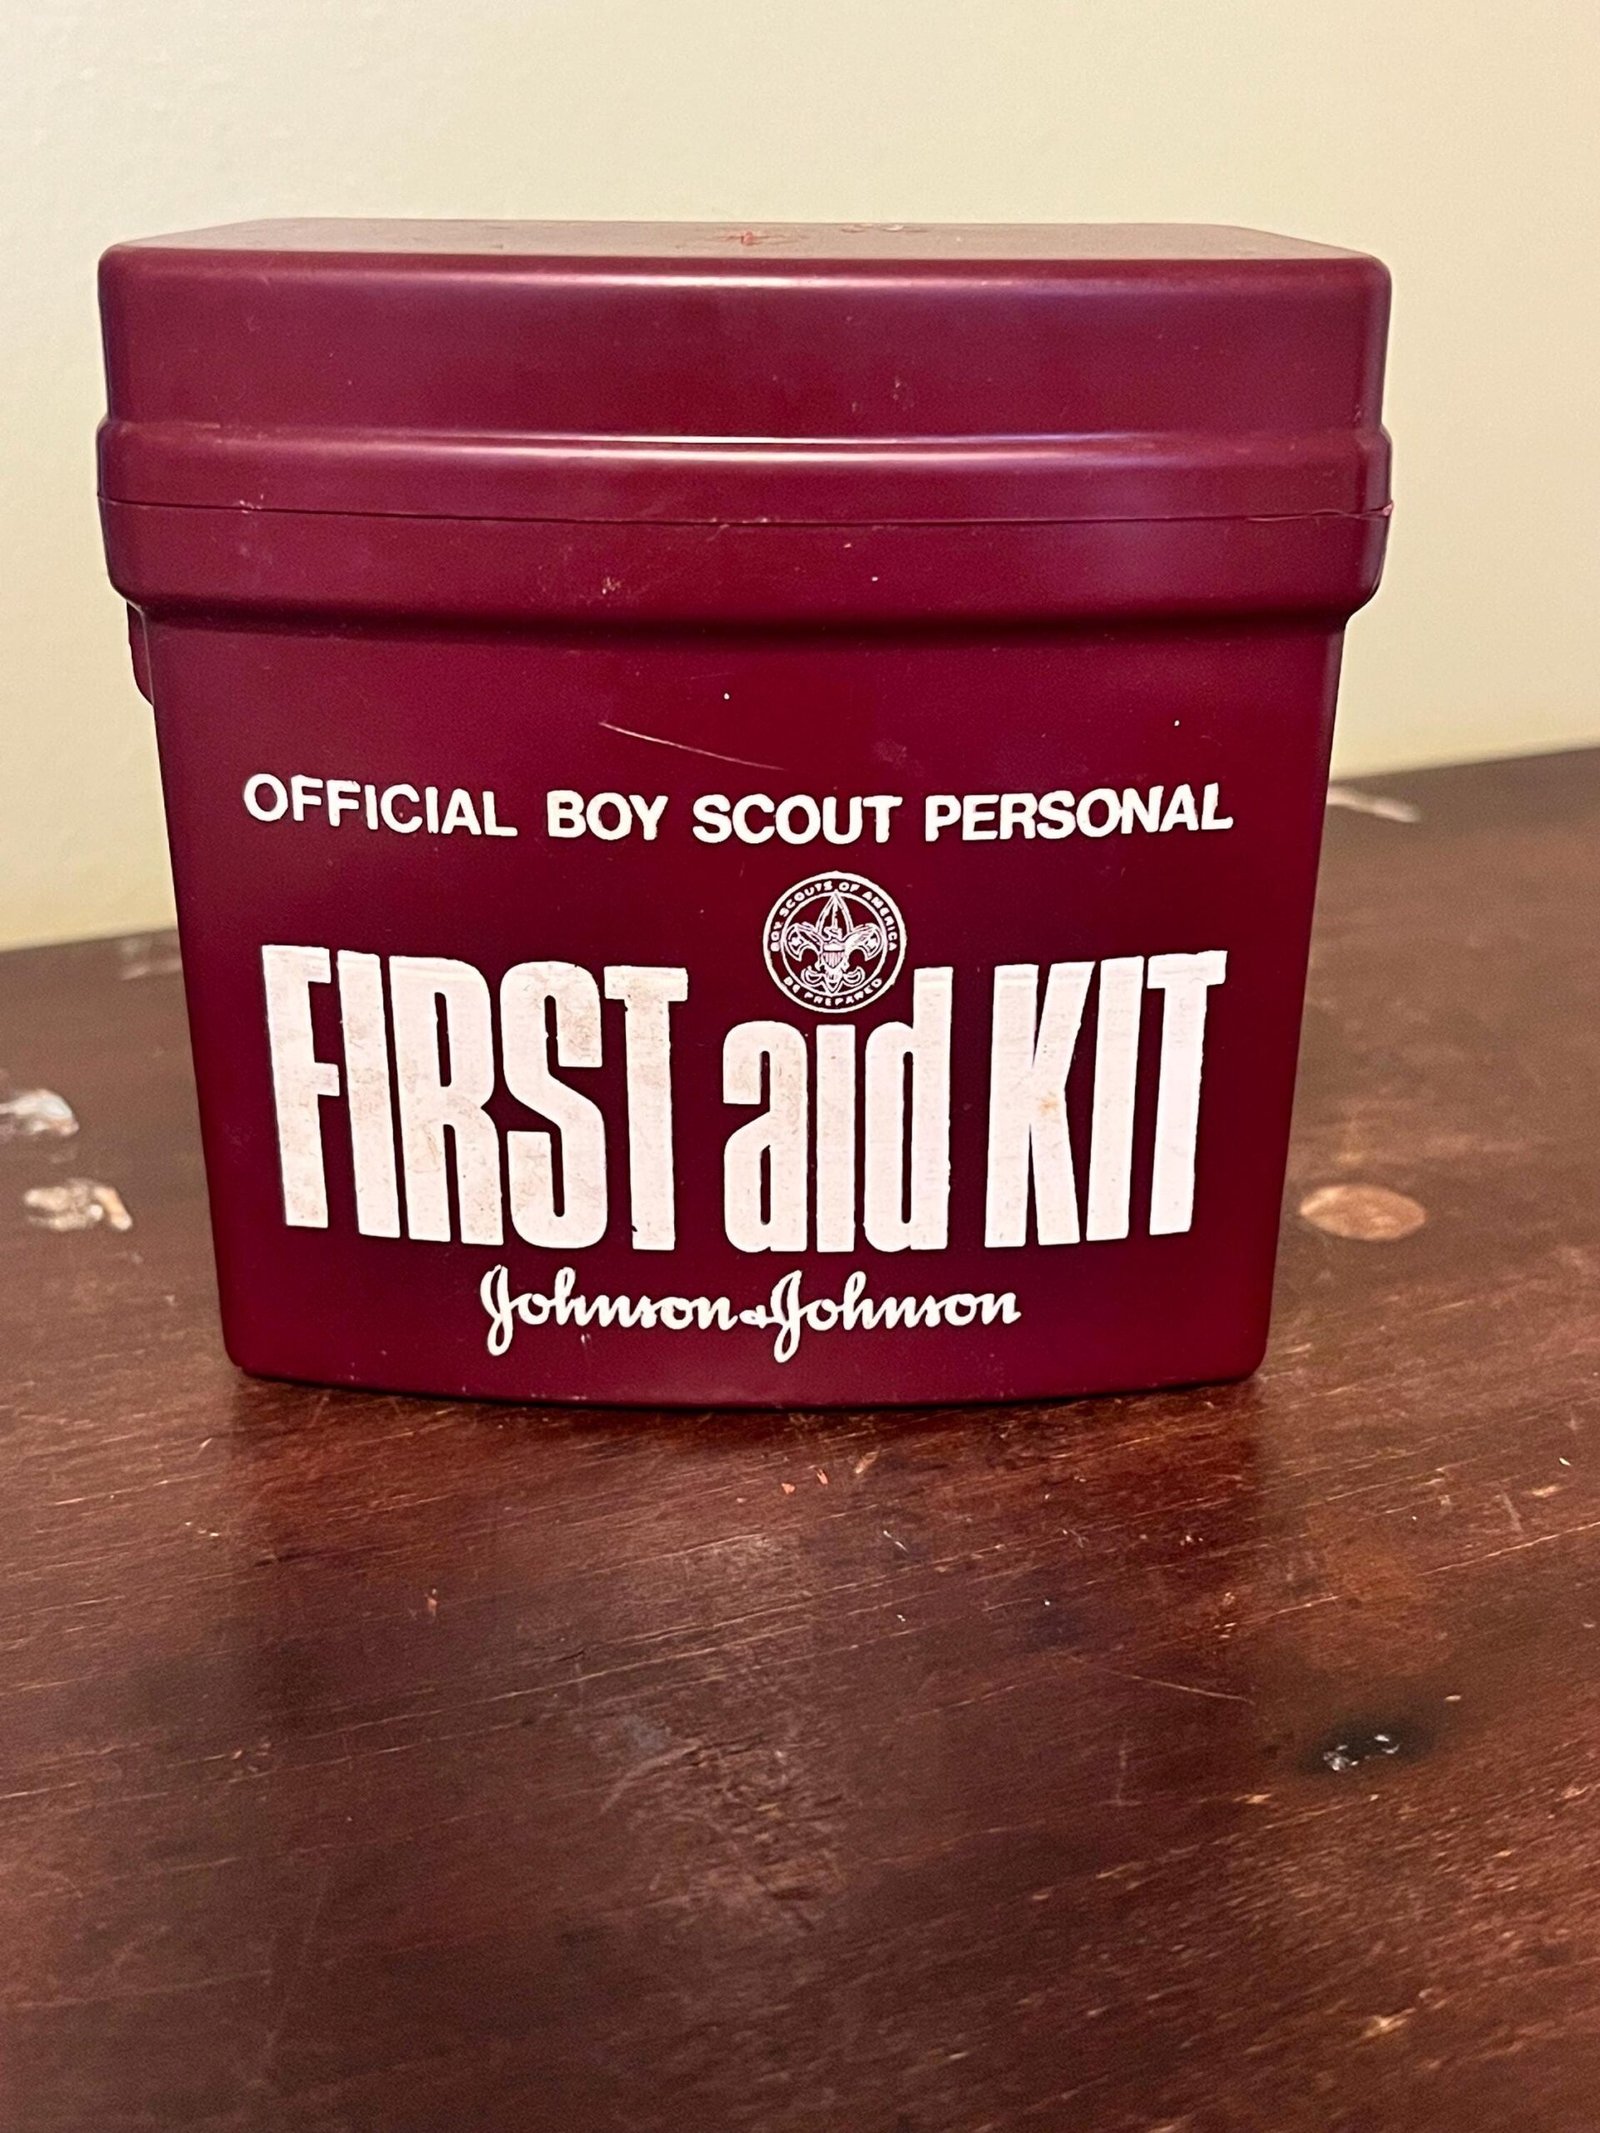 OFFICIAL BOY SCOUT PERSONAL
BOY SCOUTS OF AMERICA
BE PREPARED
FIRST aid KIT
Johnson & Johnson